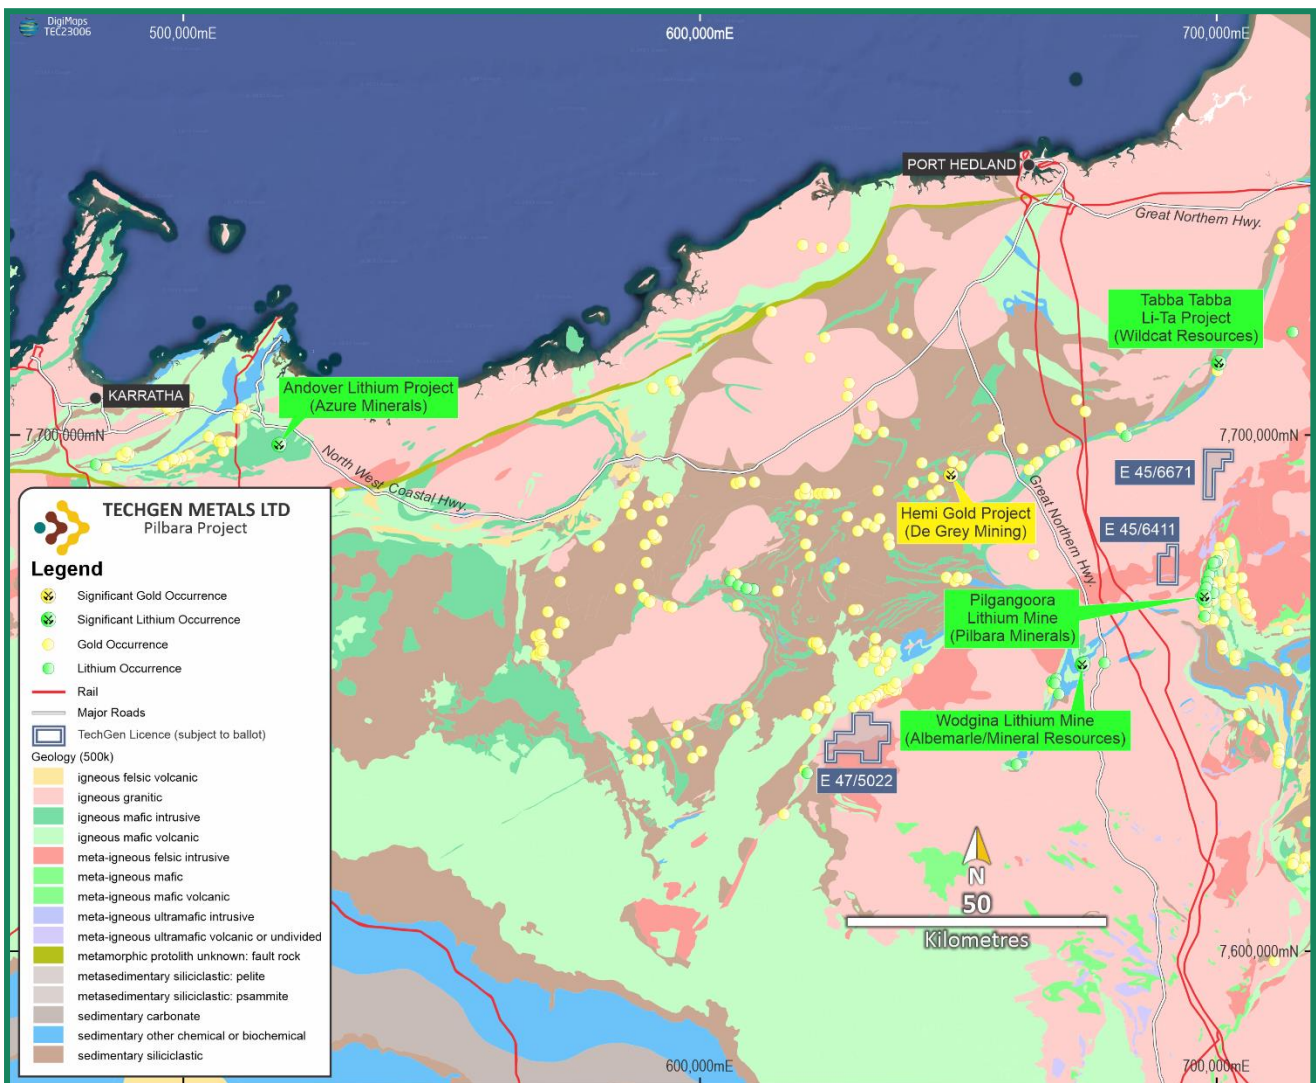 DigiMaps
TEC23006
500,000mE
600,000mE
700,000mE
PORT HEDLAND
Great Northern Hwy.
Tabba Tabba
Li-Ta Project
(Wildcat Resources)
Andover Lithium Project
(Azure Minerals)
KARRATHA
7,700,000mN
7,700,000mN
North West Coastal Hwy.
E 45/6671
Hemi Gold Project
(De Grey Mining)
Great Northern Hwy.
E 45/6411
Pilgangoora
Lithium Mine
(Pilbara Minerals)
Wodgina Lithium Mine
(Albemarle/Mineral Resources)
E 47/5022
TECHGEN METALS LTD
Pilbara Project
Legend
Significant Gold Occurrence
Significant Lithium Occurrence
Gold Occurrence
Lithium Occurrence
Rail
Major Roads
TechGen Licence (subject to ballot)
Geology (500k)
igneous felsic volcanic
igneous granitic
igneous mafic intrusive
igneous mafic volcanic
meta-igneous felsic intrusive
meta-igneous mafic
meta-igneous mafic volcanic
meta-igneous ultramafic intrusive
meta-igneous ultramafic volcanic or undivided
metamorphic protolith unknown: fault rock
metasedimentary siliciclastic: pelite
metasedimentary siliciclastic: psammite
sedimentary carbonate
sedimentary other chemical or biochemical
sedimentary siliciclastic
N
50
Kilometres
7,600,000mN
600,000mE
700,000mE